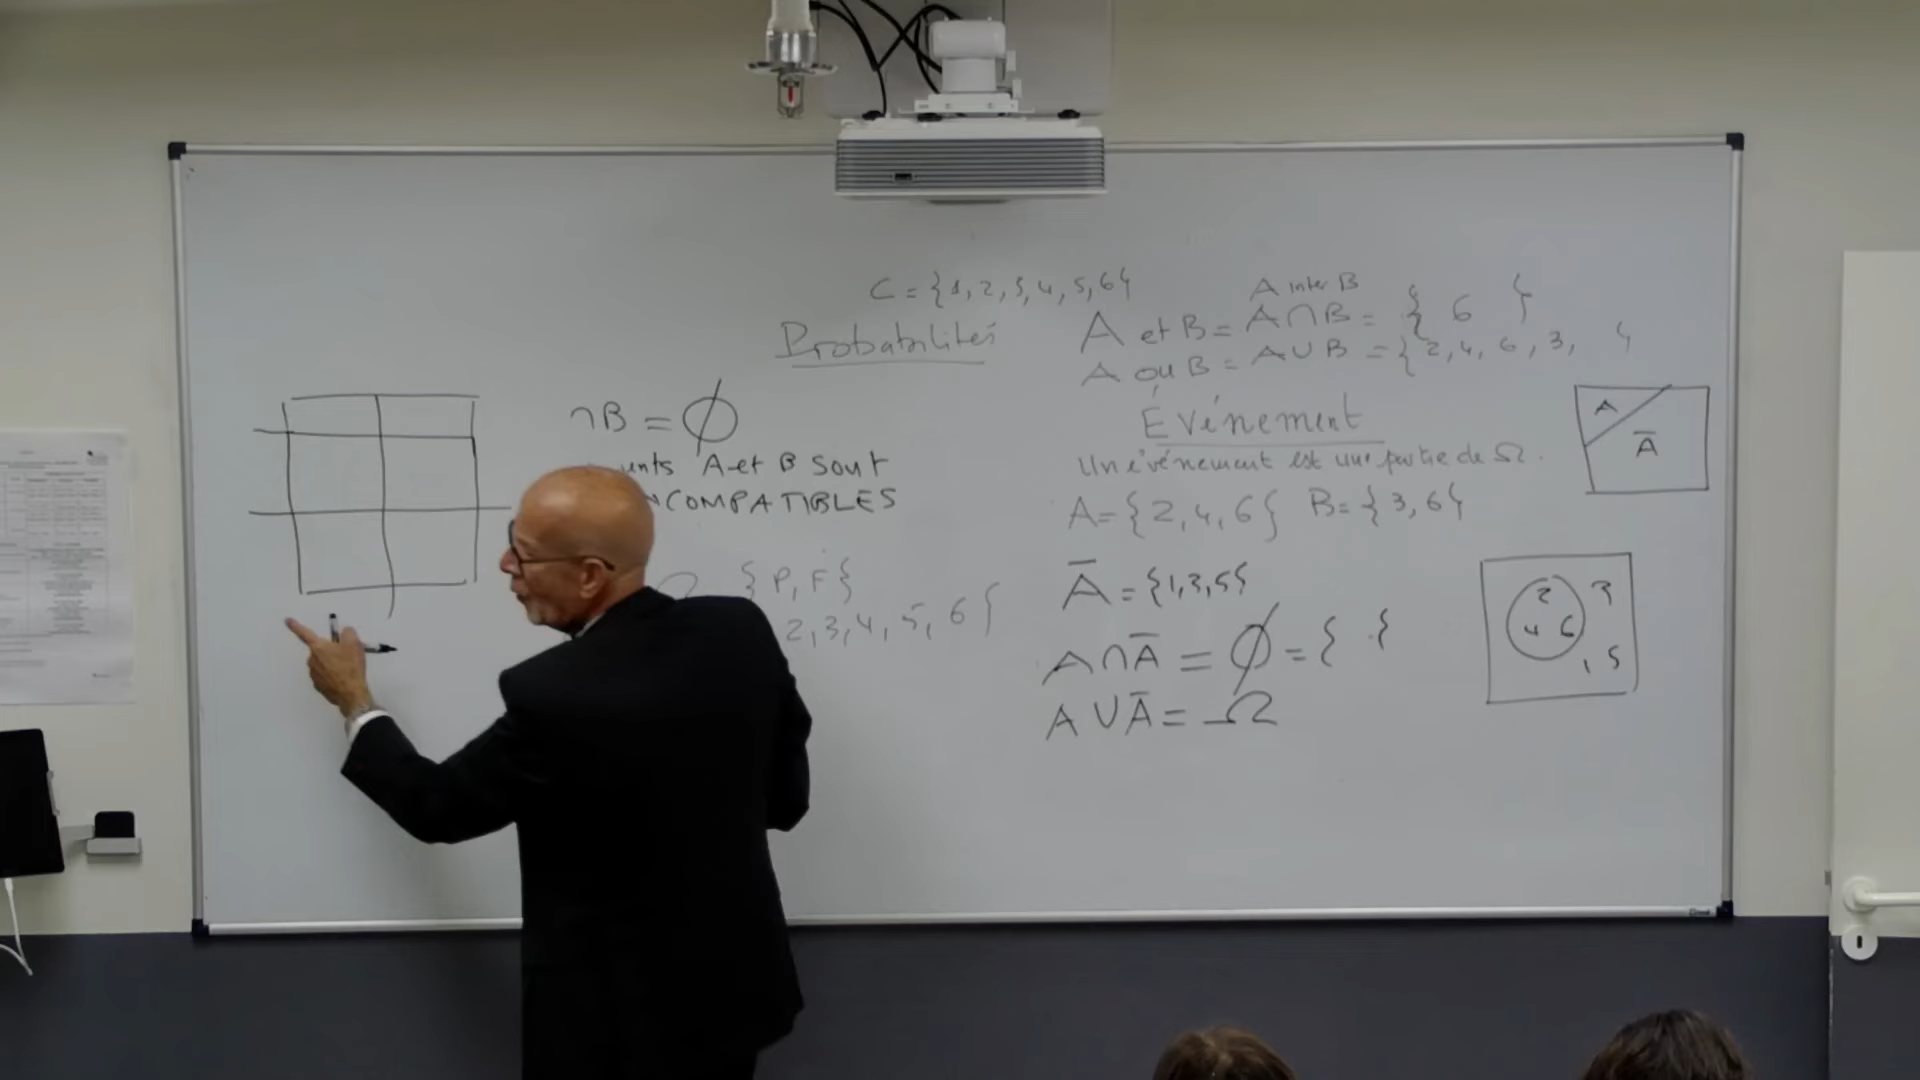 C = {1, 2, 3, 4, 5, 6}
Probabilités
A inter B
A et B = A∩B = { 6 }
A ou B = A∪B = {2, 4, 6, 3, }
∩B = ∅
A et B sont
INCOMPATIBLES
{P, F}
2, 3, 4, 5, 6}
Événement
Un événement est une partie de Ω.
A = {2, 4, 6} B = {3, 6}
A̅ = {1, 3, 5}
A∩A̅ = ∅ = { }
A∪A̅ = Ω
A
A̅
2 3
4 6
1 5